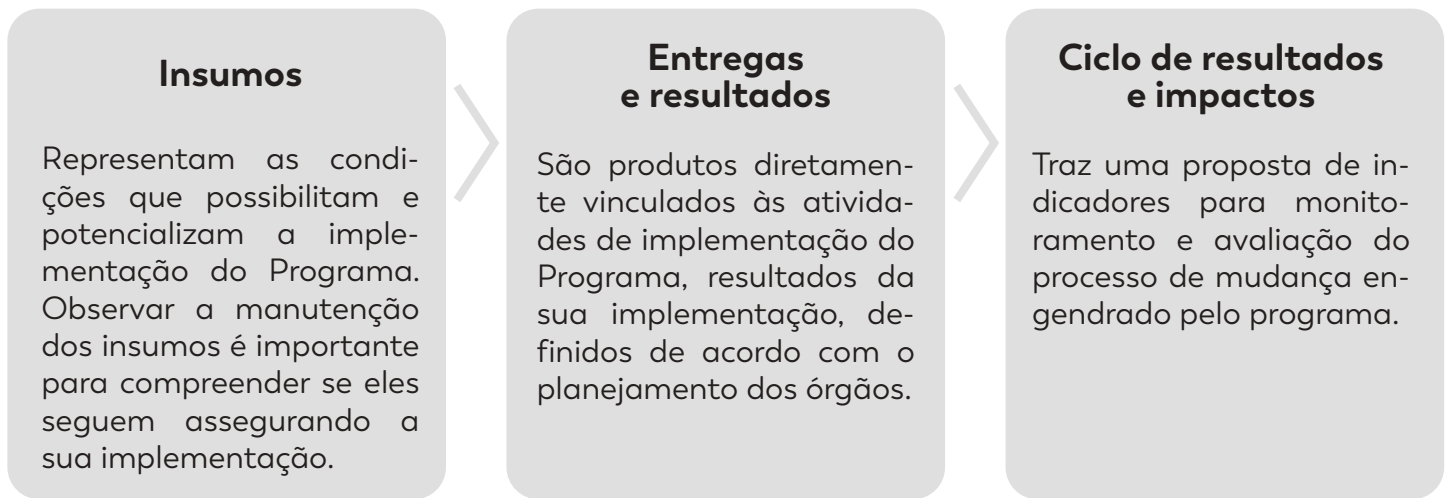 Insumos
Representam as condi-
ções que possibilitam e
potencializam a imple-
mentação do Programa.
Observar a manutenção
dos insumos é importante
para compreender se eles
seguem assegurando a
sua implementação.
Entregas
e resultados
São produtos diretamen-
te vinculados às ativida-
des de implementação do
Programa, resultados da
sua implementação, de-
finidos de acordo com o
planejamento dos órgãos.
Ciclo de resultados
e impactos
Traz uma proposta de in-
dicadores para monito-
ramento e avaliação do
processo de mudança en-
gendrado pelo programa.